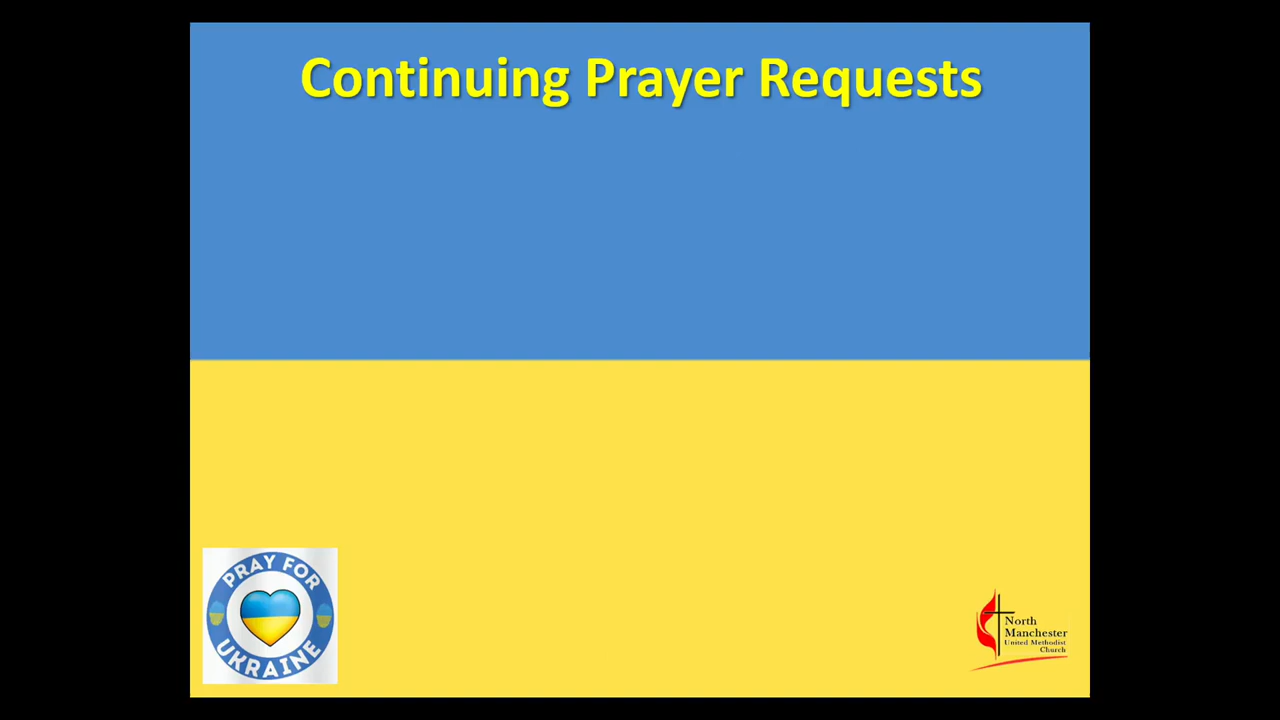 Continuing Prayer Requests
PRAY FOR
UKRAINE
North
Manchester
United Methodist
Church